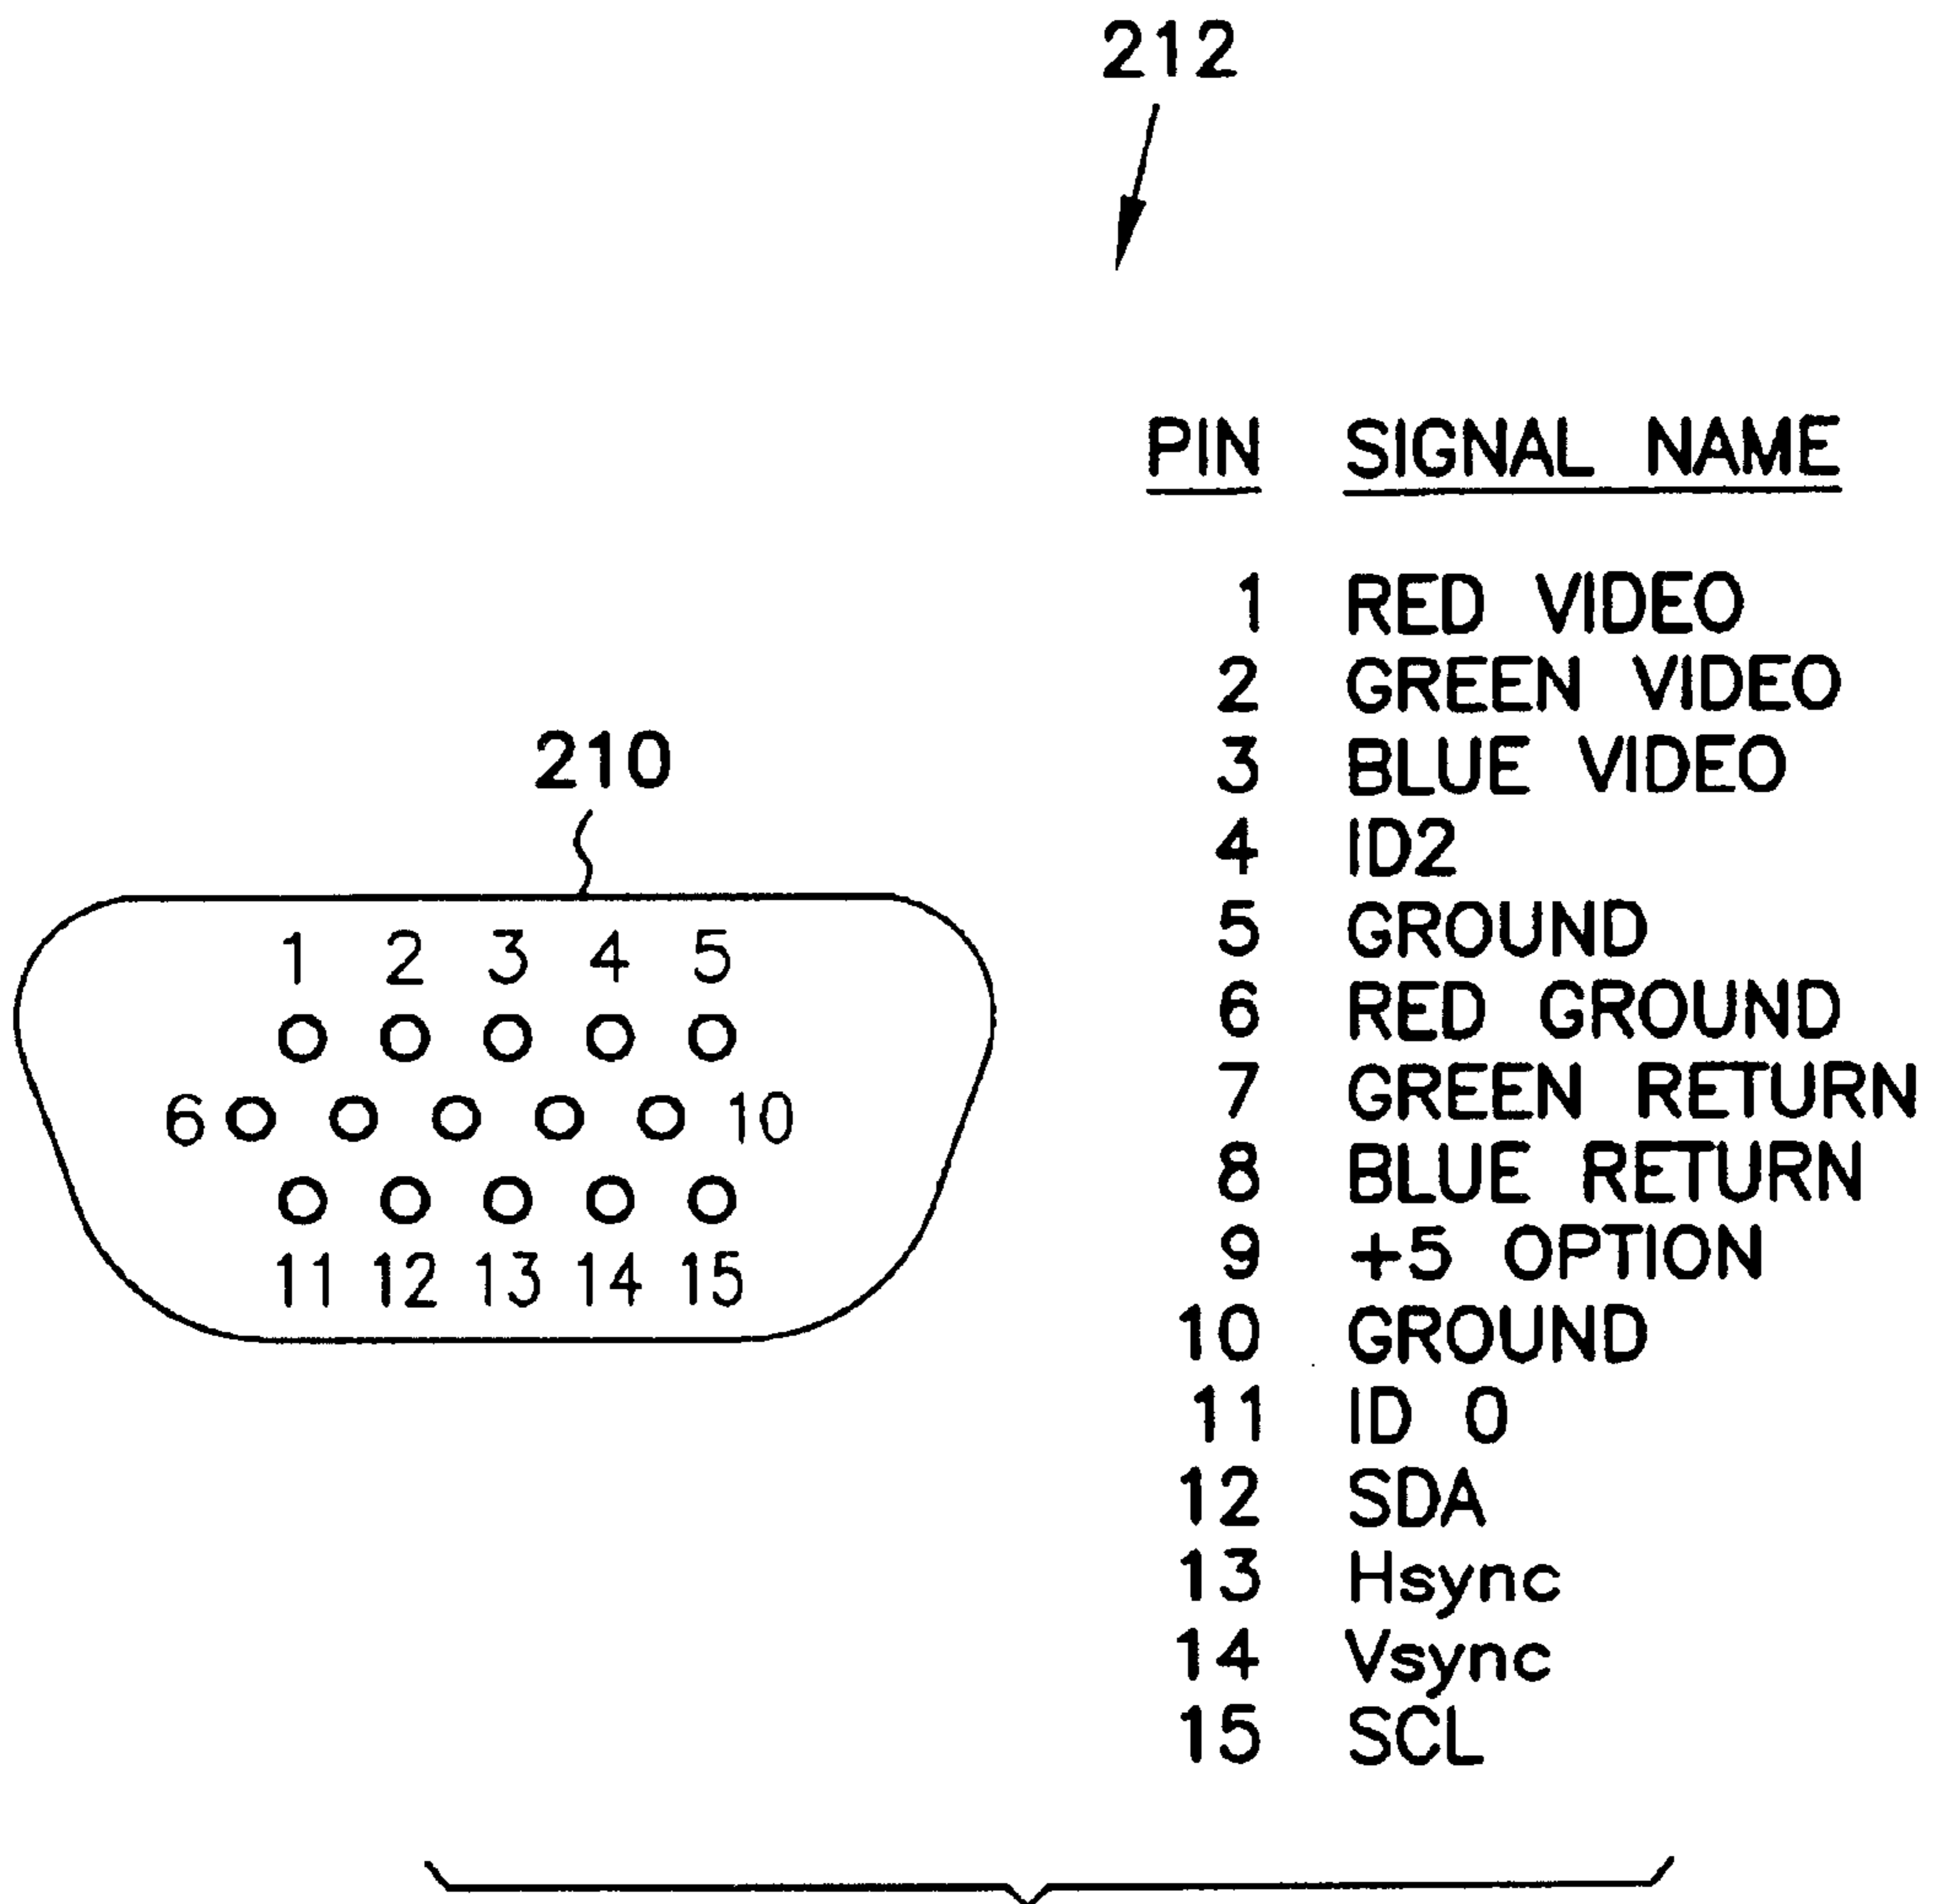 212
PIN SIGNAL NAME
1 RED VIDEO
2 GREEN VIDEO
3 BLUE VIDEO
4 ID2
5 GROUND
6 RED GROUND
7 GREEN RETURN
8 BLUE RETURN
9 +5 OPTION
10 GROUND
11 ID 0
12 SDA
13 Hsync
14 Vsync
15 SCL
210
1 2 3 4 5
6 10
11 12 13 14 15